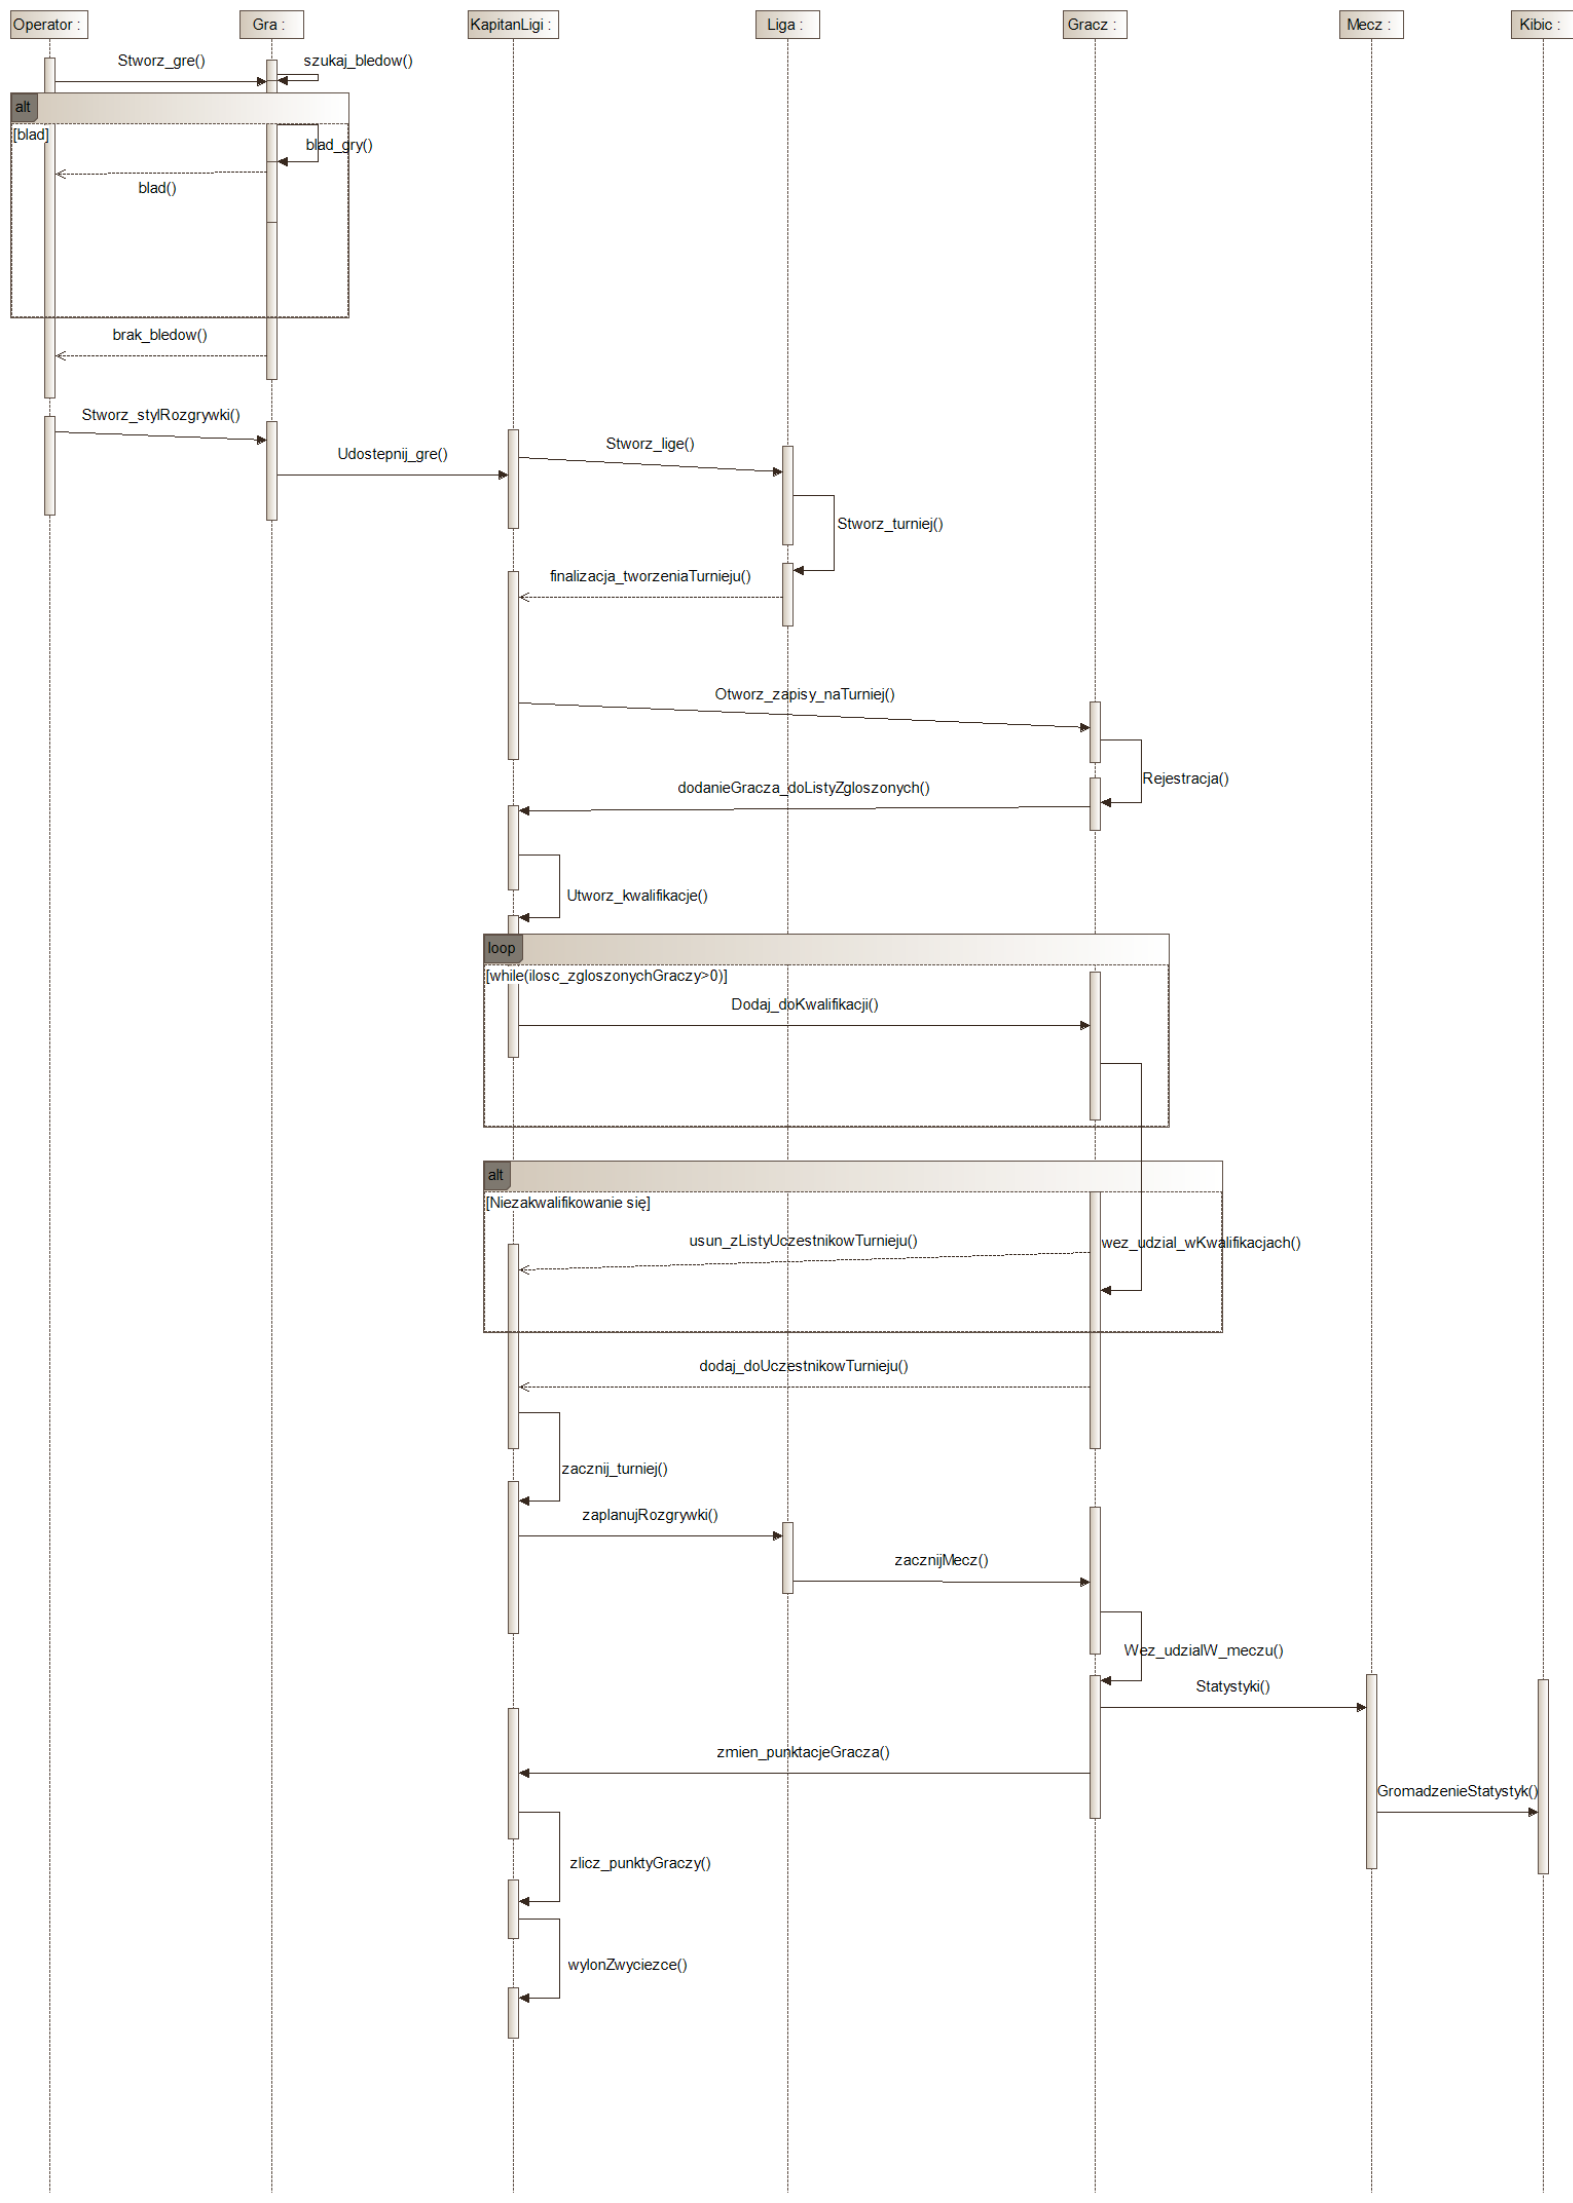 Operator :
Gra :
KapitanLigi :
Liga :
Gracz :
Mecz :
Kibic :
Stworz_gre()
szukaj_bledow()
alt
[blad]
blad_gry()
blad()
brak_bledow()
Stworz_stylRozgrywki()
Udostepnij_gre()
Stworz_lige()
Stworz_turniej()
finalizacja_tworzeniaTurnieju()
Otworz_zapisy_naTurniej()
Rejestracja()
dodanieGracza_doListyZgloszonych()
Utworz_kwalifikacje()
loop
[while(ilosc_zgloszonychGraczy>0)]
Dodaj_doKwalifikacji()
alt
[Niezakwalifikowanie się]
usun_zListyUczestnikowTurnieju()
wez_udzial_wKwalifikacjach()
dodaj_doUczestnikowTurnieju()
zacznij_turniej()
zaplanujRozgrywki()
zacznijMecz()
Wez_udzialW_meczu()
Statystyki()
zmien_punktacjeGracza()
GromadzenieStatystyk()
zlicz_punktyGraczy()
wylonZwyciezce()